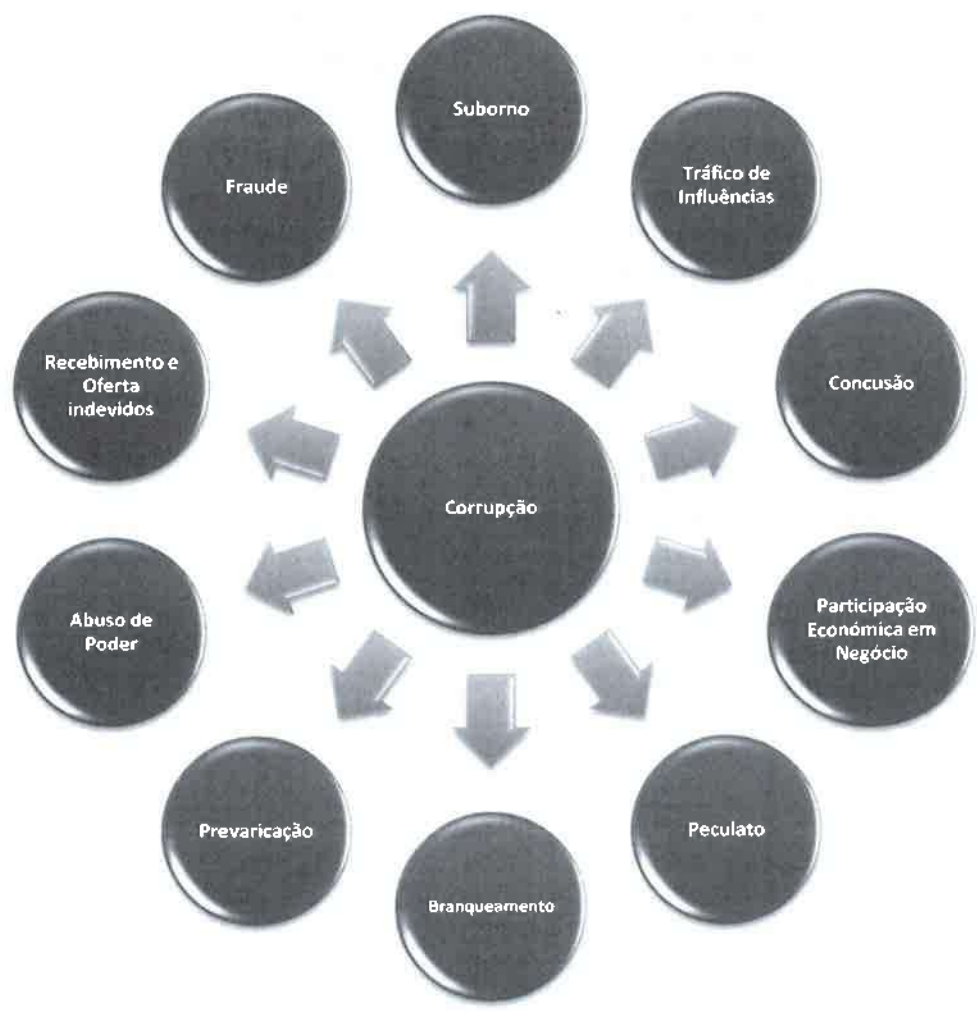 Suborno
Tráfico de
Influências
Concusão
Participação
Económica em
Negócio
Peculato
Branqueamento
Prevaricação
Abuso de
Poder
Recebimento e
Oferta
indevidos
Fraude
Corrupção